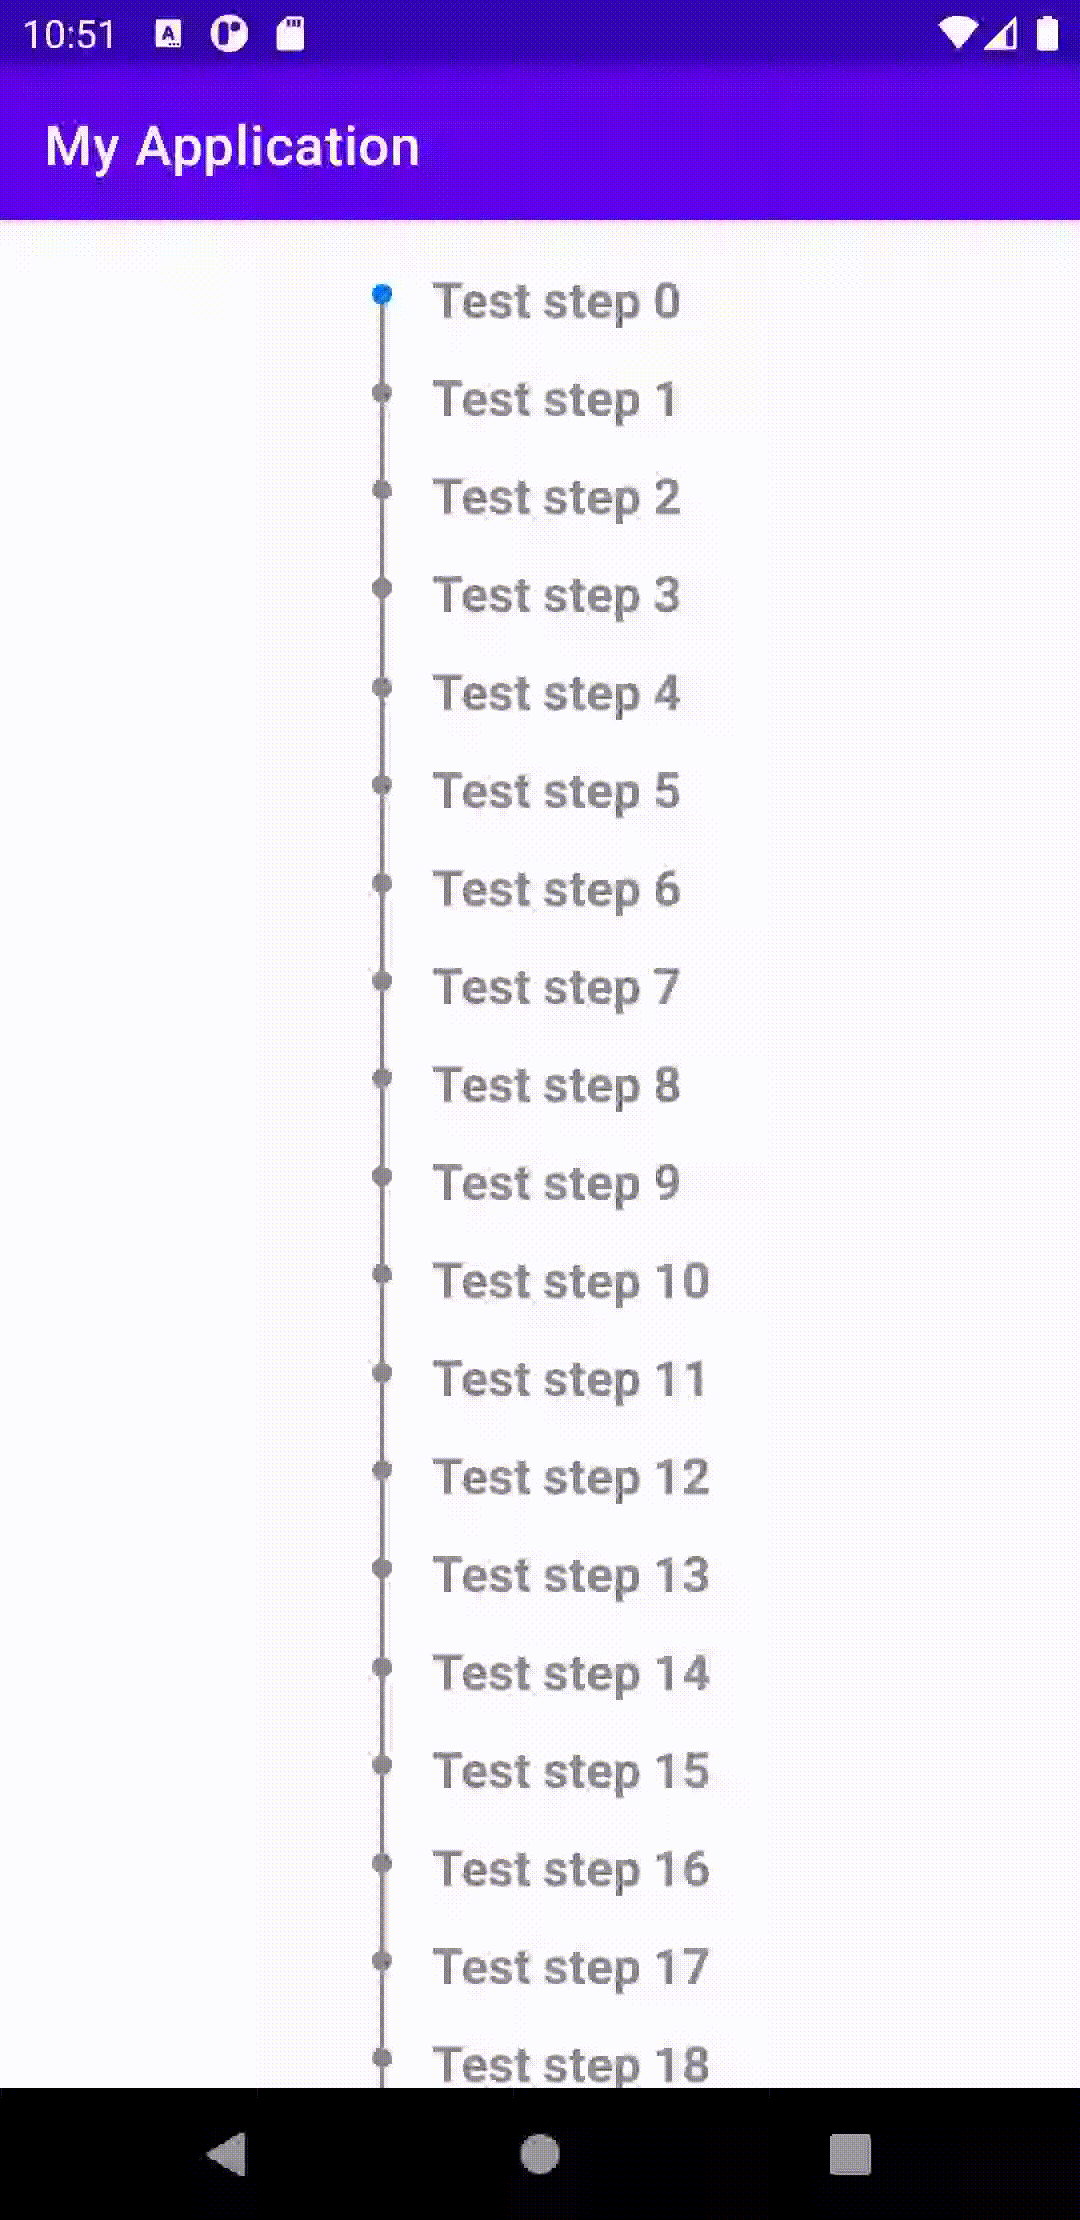 10:51
My Application
Test step 0
Test step 1
Test step 2
Test step 3
Test step 4
Test step 5
Test step 6
Test step 7
Test step 8
Test step 9
Test step 10
Test step 11
Test step 12
Test step 13
Test step 14
Test step 15
Test step 16
Test step 17
Test step 18